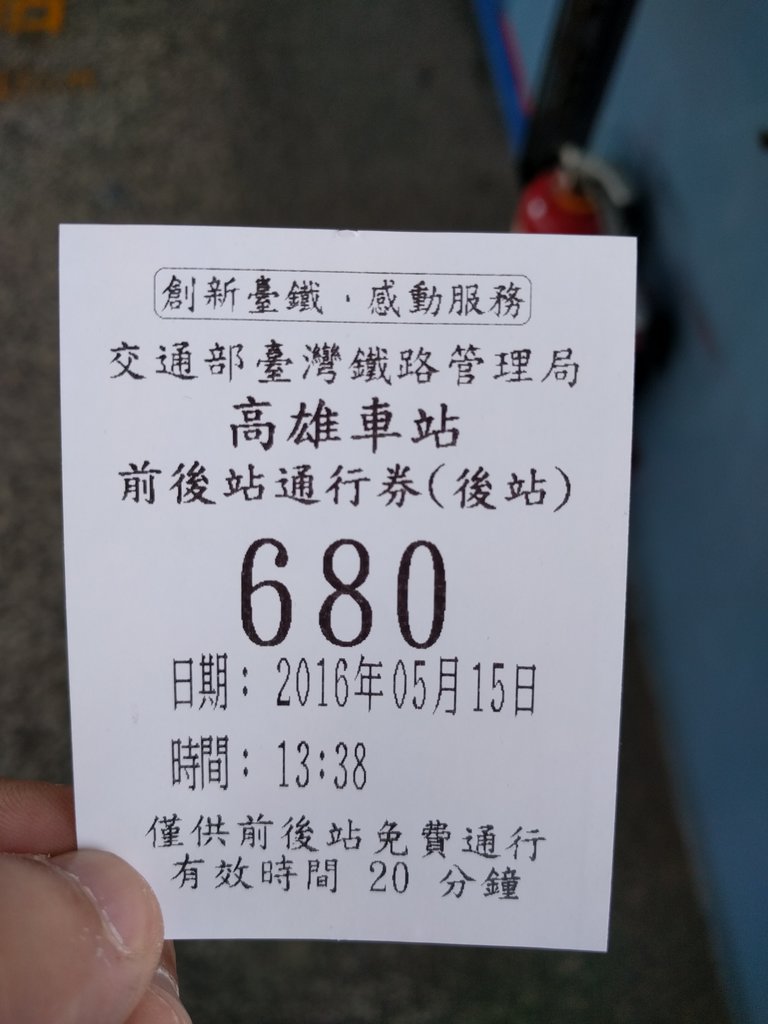 創新臺鐵．感動服務
交通部臺灣鐵路管理局
高雄車站
前後站通行券(後站)
680
日期：2016年05月15日
時間：13:38
僅供前後站免費通行
有效時間 20 分鐘